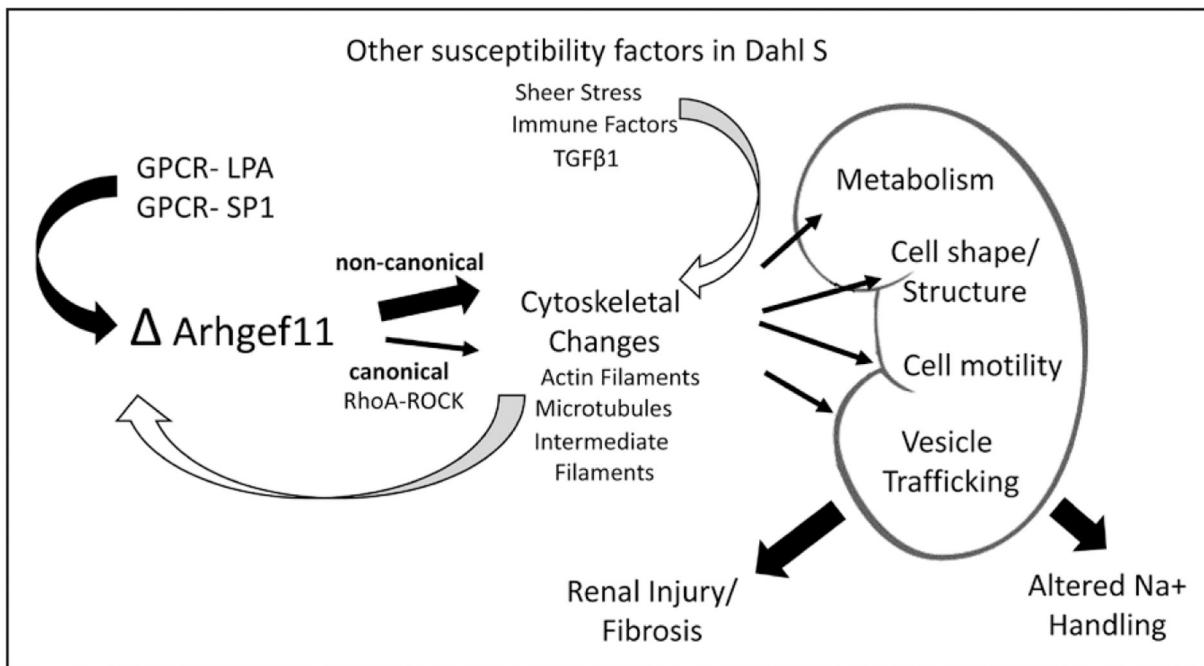 Other susceptibility factors in Dahl S
Sheer Stress
Immune Factors
TGFβ1
GPCR- LPA
GPCR- SP1
Δ Arhgef11
non-canonical
canonical
RhoA-ROCK
Cytoskeletal
Changes
Actin Filaments
Microtubules
Intermediate
Filaments
Metabolism
Cell shape/
Structure
Cell motility
Vesicle
Trafficking
Renal Injury/
Fibrosis
Altered Na+
Handling